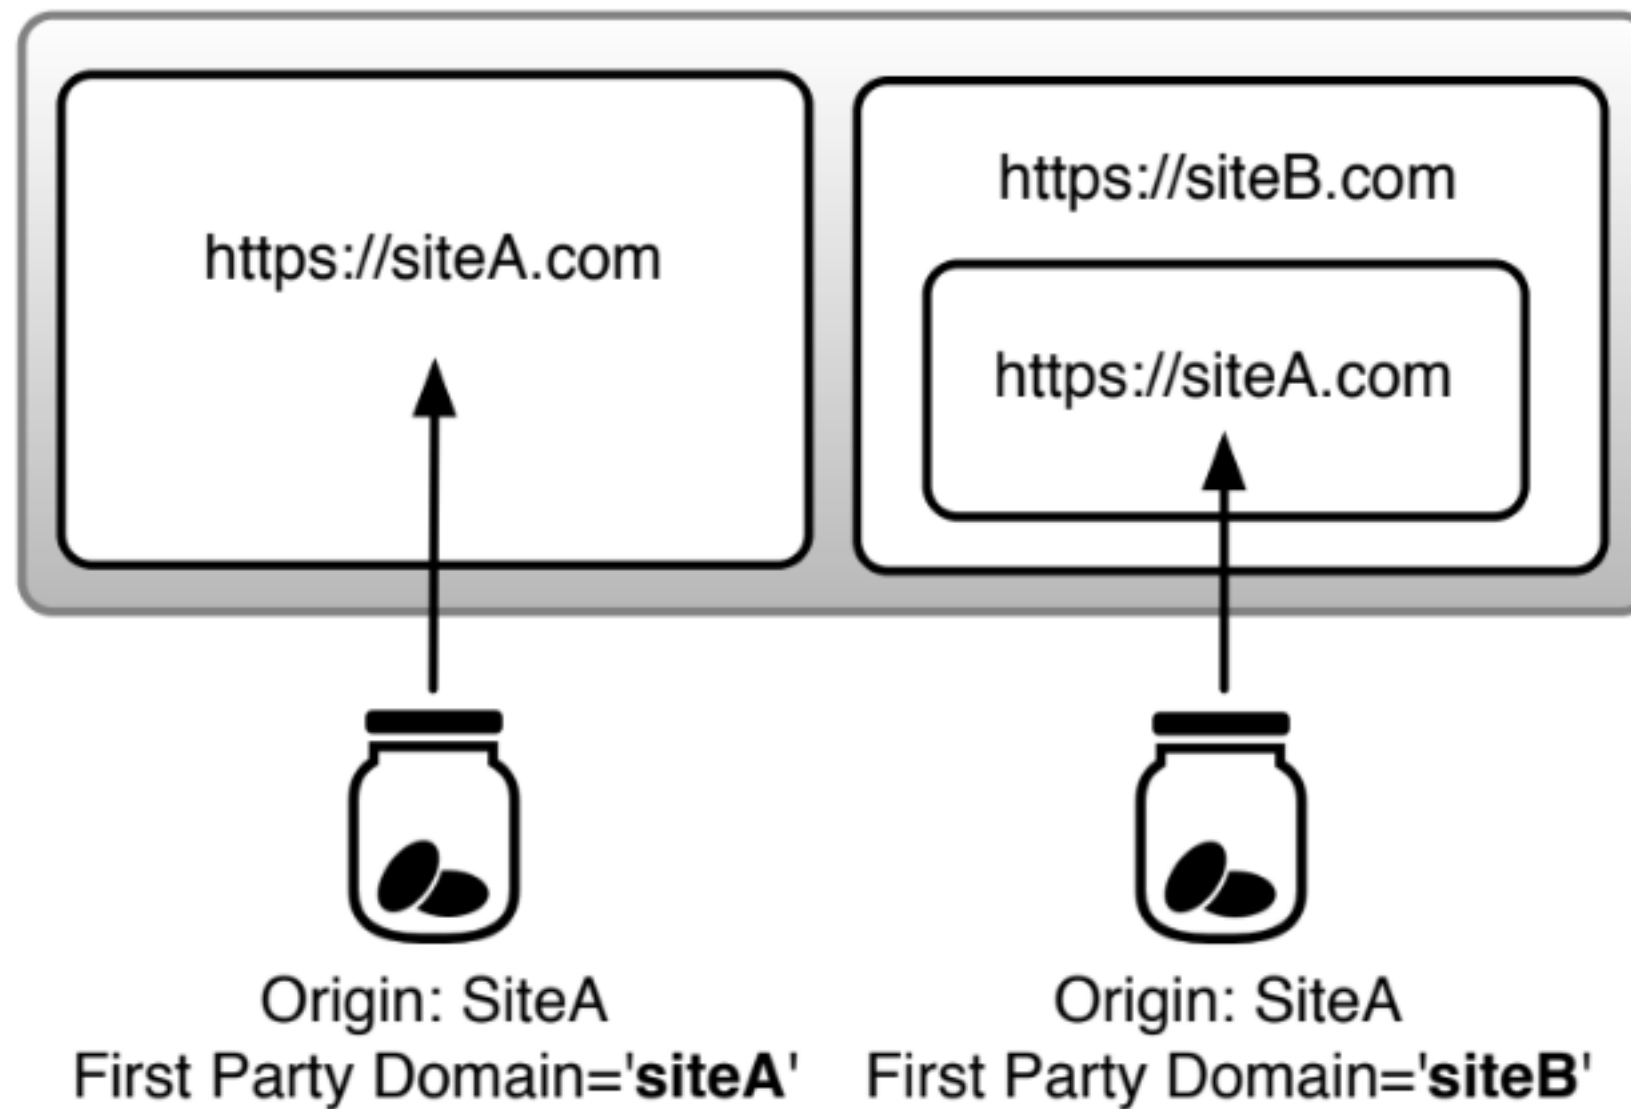 https://siteA.com
https://siteB.com
https://siteA.com
Origin: SiteA
First Party Domain='siteA'
Origin: SiteA
First Party Domain='siteB'